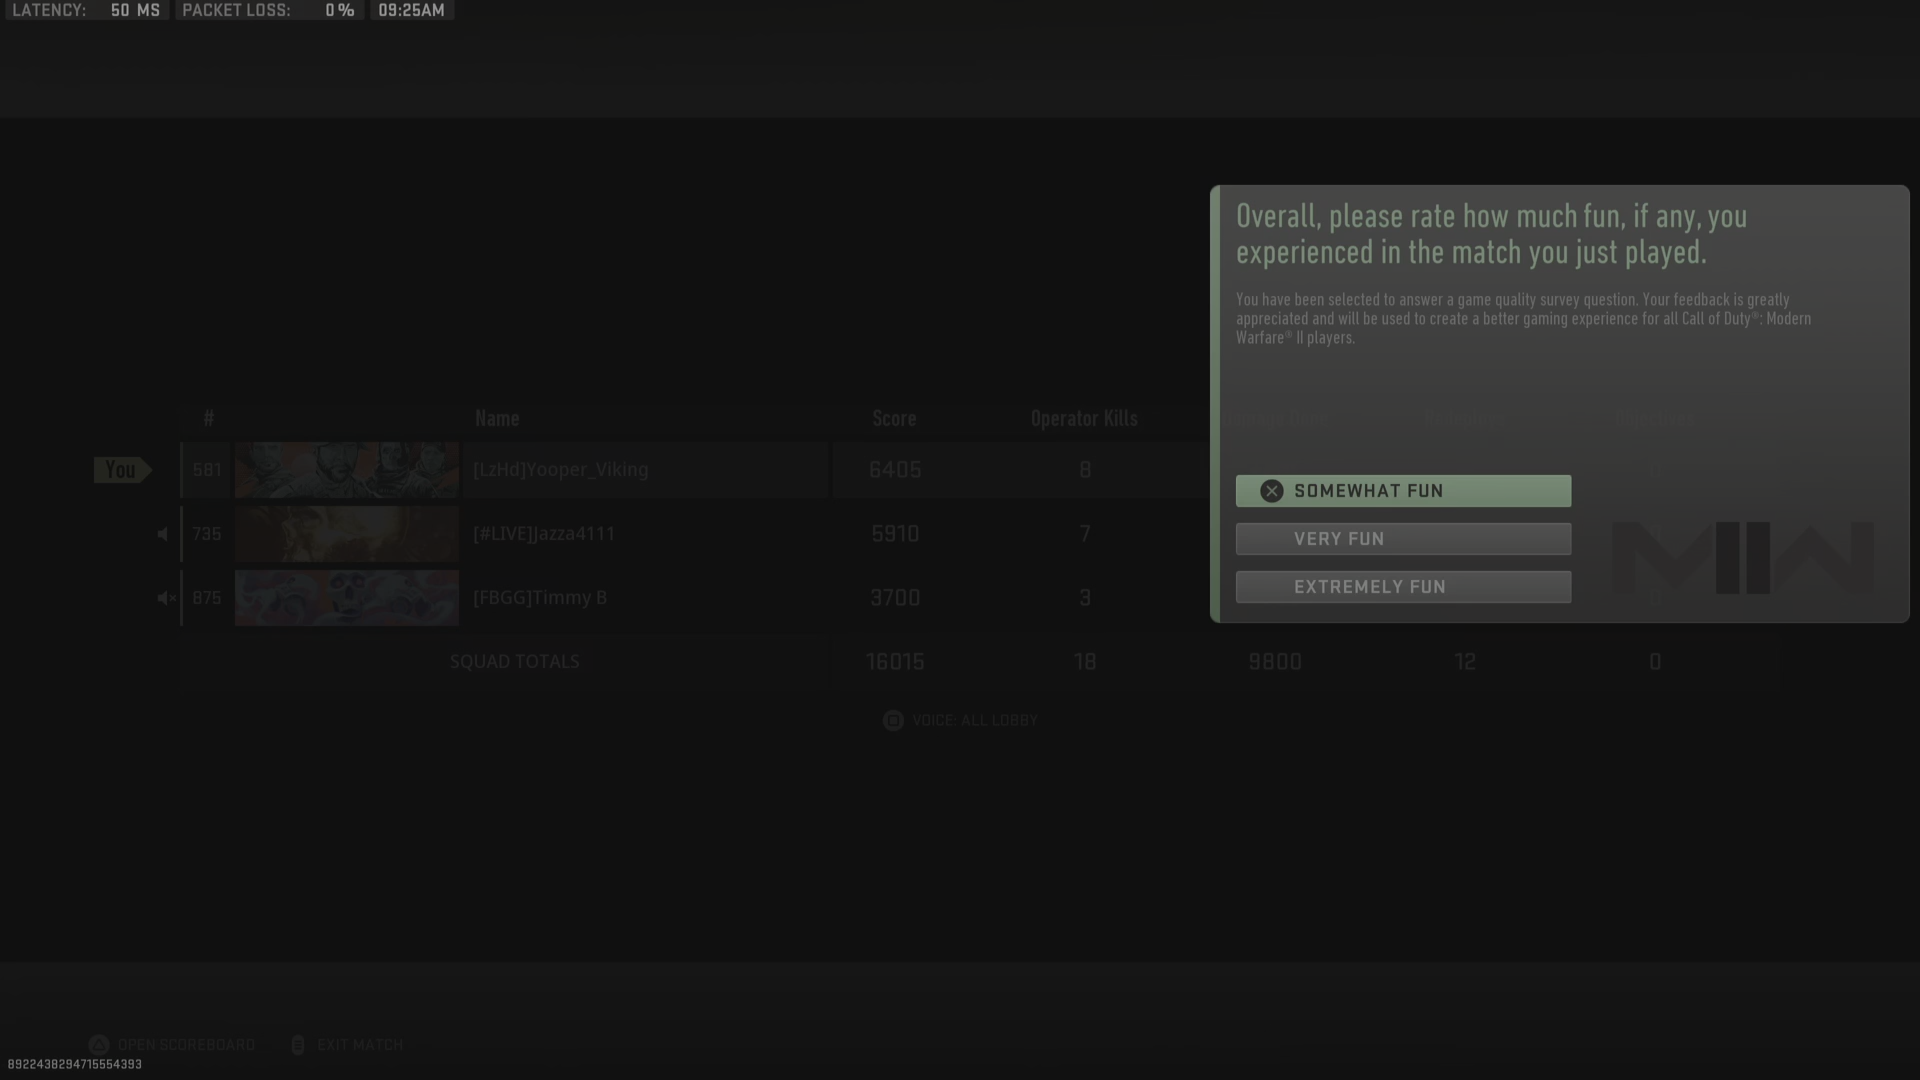 LATENCY: 50 MS PACKET LOSS: 0 % 09:25AM
Overall, please rate how much fun, if any, you
experienced in the match you just played.
You have been selected to answer a game quality survey question. Your feedback is greatly
appreciated and will be used to create a better gaming experience for all Call of Duty®: Modern
Warfare® II players.
# Name Score Operator Kills
You 581 [LzHd]Yooper_Viking 6405 8
SOMEWHAT FUN
735 [#LIVE]Jazza4111 5910 7
VERY FUN
MIIW
875 [FBGG]Timmy B 3700 3
EXTREMELY FUN
SQUAD TOTALS 16015 18 9800 12 0
VOICE: ALL LOBBY
OPEN SCOREBOARD EXIT MATCH
8922438294715554393